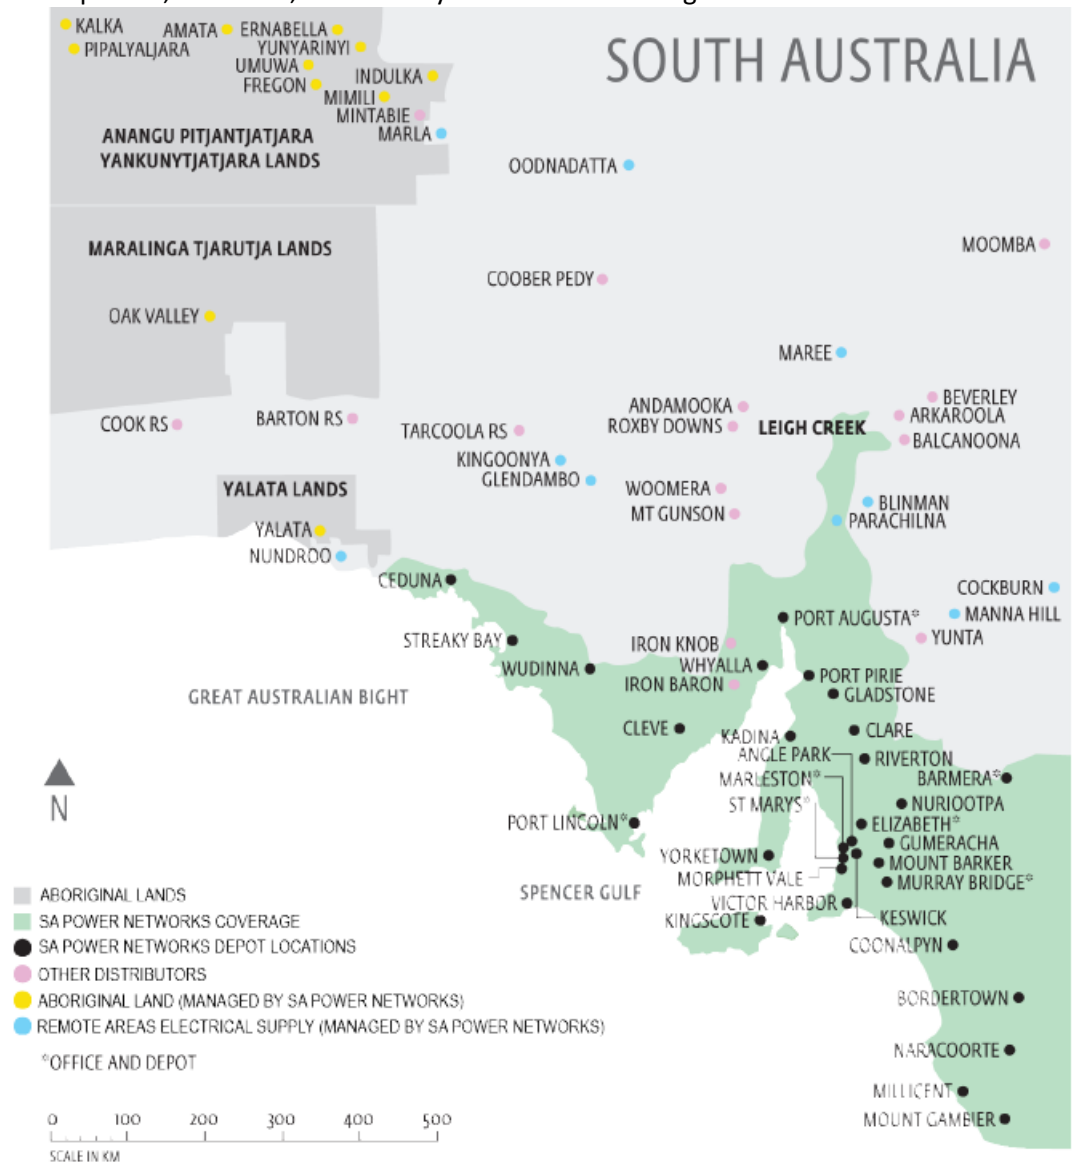 SOUTH AUSTRALIA
KALKA
AMATA
ERNABELLA
PIPALYALJARA
YUNYARINYI
UMUWA
INDULKA
FREGON
MIMILI
MINTABIE
MARLA
ANANGU PITJANTJATJARA
YANKUNYTJATJARA LANDS
OODNADATTA
MARALINGA TJARUTJA LANDS
MOOMBA
COOBER PEDY
OAK VALLEY
MAREE
BEVERLEY
ANDAMOOKA
ARKAROOLA
COOK RS
BARTON RS
TARCOOLA RS
ROXBY DOWNS
LEIGH CREEK
BALCANOONA
KINGOONYA
GLENDAMBO
YALATA LANDS
WOOMERA
BLINMAN
MT GUNSON
PARACHILNA
YALATA
NUNDROO
CEDUNA
COCKBURN
MANNA HILL
PORT AUGUSTA*
STREAKY BAY
IRON KNOB
YUNTA
WUDINNA
WHYALLA
PORT PIRIE
IRON BARON
GLADSTONE
GREAT AUSTRALIAN BIGHT
CLEVE
KADINA
CLARE
ANGLE PARK
RIVERTON
MARLESTON*
BARMERA*
N
ST MARYS*
NURIOOTPA
PORT LINCOLN*
ELIZABETH*
GUMERACHA
YORKETOWN
MOUNT BARKER
MORPHETT VALE
MURRAY BRIDGE*
SPENCER GULF
VICTOR HARBOR
KINGSCOTE
KESWICK
COONALPYN
BORDERTOWN
NARACOORTE
MILLICENT
MOUNT GAMBIER
ABORIGINAL LANDS
SA POWER NETWORKS COVERAGE
SA POWER NETWORKS DEPOT LOCATIONS
OTHER DISTRIBUTORS
ABORIGINAL LAND (MANAGED BY SA POWER NETWORKS)
REMOTE AREAS ELECTRICAL SUPPLY (MANAGED BY SA POWER NETWORKS)
*OFFICE AND DEPOT
0 100 200 300 400 500
SCALE IN KM